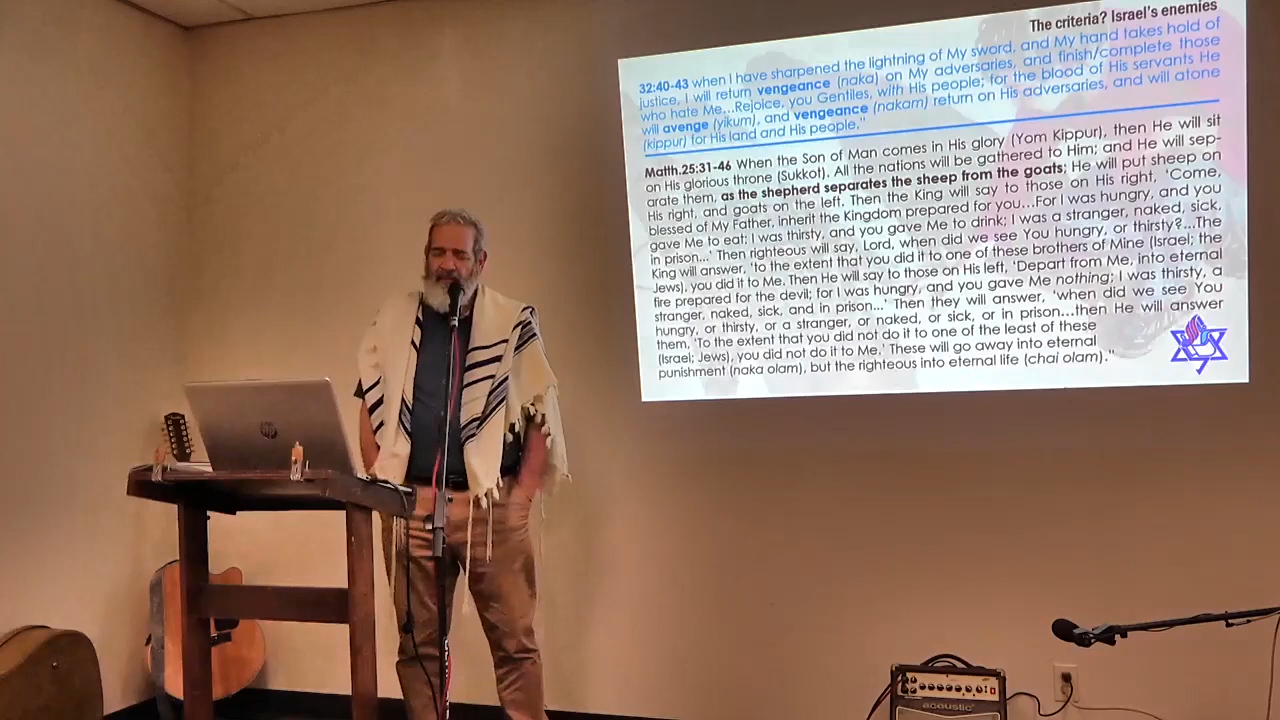 The criteria? Israel's enemies
32:40-43 when I have sharpened the lightning of My sword, and My hand takes hold of
justice, I will return vengeance (naka) on My adversaries, and finish/complete those
who hate Me...Rejoice, you Gentiles, with His people; for the blood of His servants He
will avenge (yikum), and vengeance (nakam) return on His adversaries, and will atone
(kippur) for His land and His people."
Matth.25:31-46 When the Son of Man comes in His glory (Yom Kippur), then He will sit
on His glorious throne (Sukkot). All the nations will be gathered to Him; and He will sep-
arate them, as the shepherd separates the sheep from the goats; He will put sheep on
His right, and goats on the left. Then the King will say to those on His right, 'Come,
blessed of My Father, inherit the Kingdom prepared for you...For I was hungry, and you
gave Me to eat; I was thirsty, and you gave Me to drink; I was a stranger, naked, sick,
in prison...' Then righteous will say, Lord, when did we see You hungry, or thirsty?...The
King will answer, 'to the extent that you did it to one of these brothers of Mine (Israel; the
Jews), you did it to Me. Then He will say to those on His left, 'Depart from Me, into eternal
fire prepared for the devil; for I was hungry, and you gave Me nothing; I was thirsty, a
stranger, naked, sick, and in prison...' Then they will answer, 'when did we see You
hungry, or thirsty, or a stranger, or naked, or sick, or in prison...then He will answer
them, 'To the extent that you did not do it to one of the least of these
(Israel; Jews), you did not do it to Me.' These will go away into eternal
punishment (naka olam), but the righteous into eternal life (chai olam)."
hp
acoustic